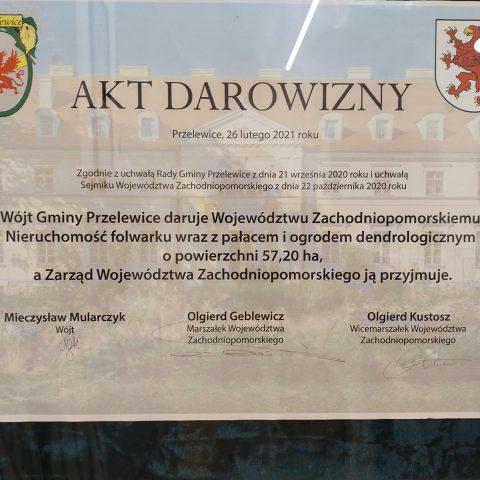 AKT DAROWIZNY
Przelewice, 26 lutego 2021 roku
Zgodnie z uchwałą Rady Gminy Przelewice z dnia 21 września 2020 roku i uchwałą
Sejmiku Województwa Zachodniopomorskiego z dnia 22 października 2020 roku
Wójt Gminy Przelewice daruje Województwu Zachodniopomorskiemu
Nieruchomość folwarku wraz z pałacem i ogrodem dendrologicznym
o powierzchni 57,20 ha,
a Zarząd Województwa Zachodniopomorskiego ją przyjmuje.
Mieczysław Mularczyk
Wójt
Olgierd Geblewicz
Marszałek Województwa
Zachodniopomorskiego
Olgierd Kustosz
Wicemarszałek Województwa
Zachodniopomorskiego